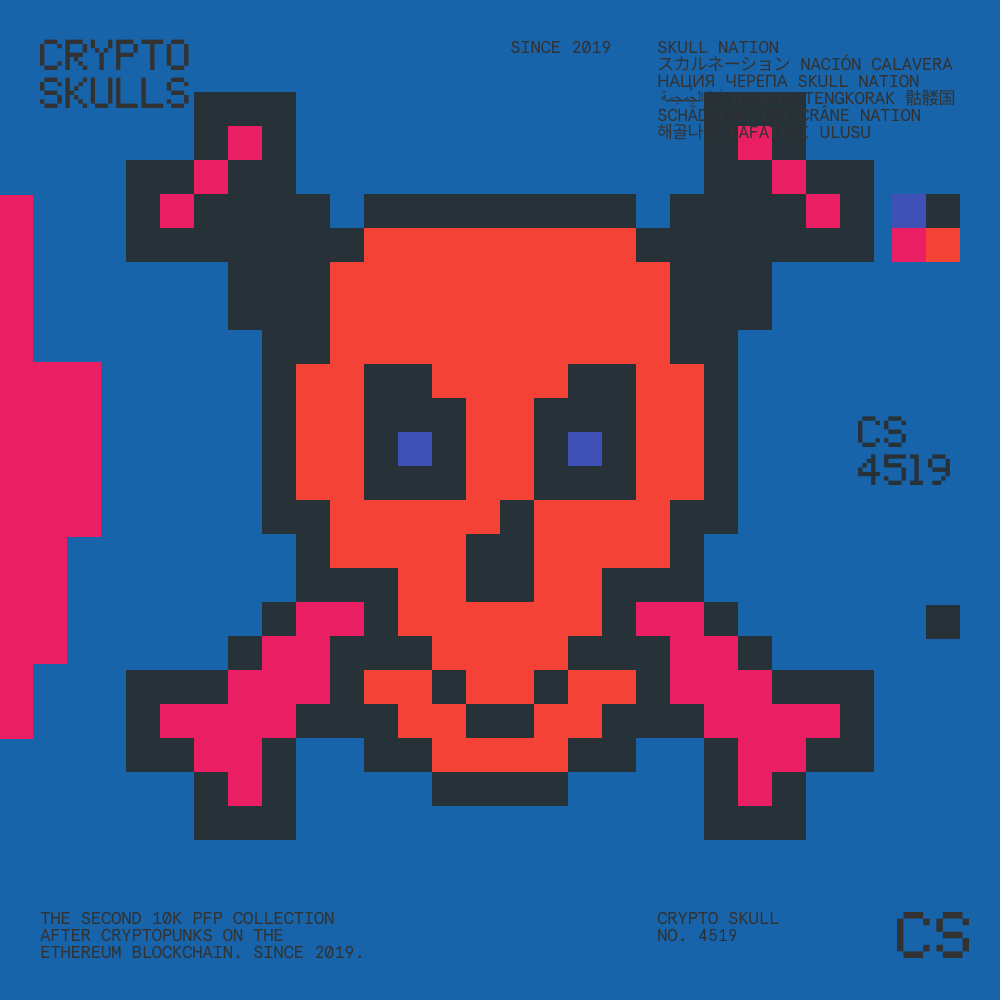 CRYPTO
SKULLS
SINCE 2019
SKULL NATION
スカルネーション NACIÓN CALAVERA
НАЦИЯ ЧЕРЕПА SKULL NATION
TENGKORAK 骷髅国
CRÂNE NATION
ULUSU
CS
4519
THE SECOND 10K PFP COLLECTION
AFTER CRYPTOPUNKS ON THE
ETHEREUM BLOCKCHAIN. SINCE 2019.
CRYPTO SKULL
NO. 4519
CS